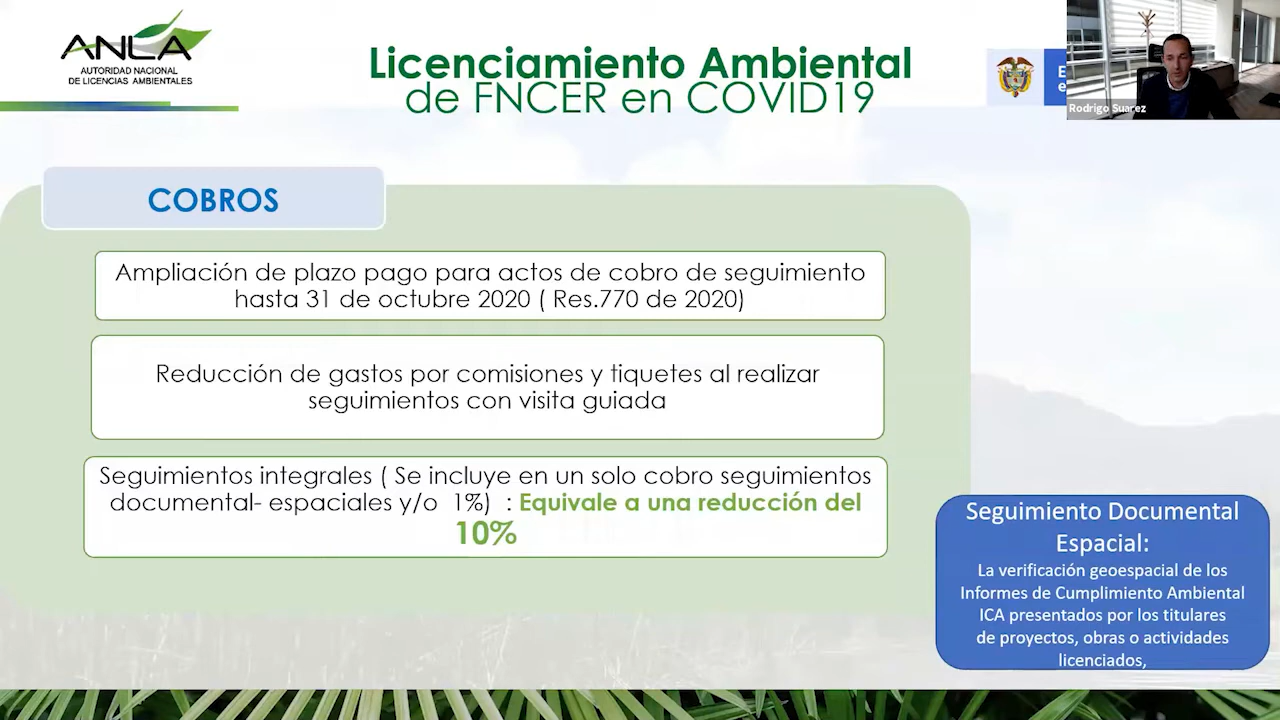 ANLA
AUTORIDAD NACIONAL
DE LICENCIAS AMBIENTALES
Licenciamiento Ambiental
de FNCER en COVID19
Rodrigo Suarez
COBROS
Ampliación de plazo pago para actos de cobro de seguimiento
hasta 31 de octubre 2020 ( Res.770 de 2020)
Reducción de gastos por comisiones y tiquetes al realizar
seguimientos con visita guiada
Seguimientos integrales ( Se incluye en un solo cobro seguimientos
documental- espaciales y/o 1%) : Equivale a una reducción del
10%
Seguimiento Documental
Espacial:
La verificación geoespacial de los
Informes de Cumplimiento Ambiental
ICA presentados por los titulares
de proyectos, obras o actividades
licenciados,